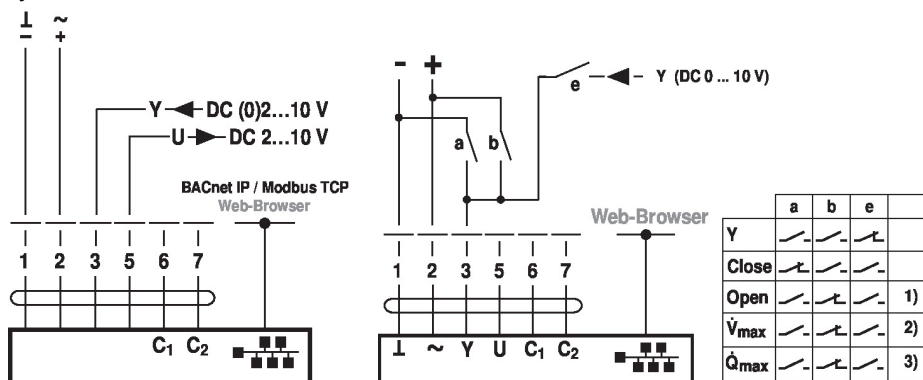 ⊥ ~
− +
Y DC (0)2...10 V
U DC 2...10 V
BACnet IP / Modbus TCP
Web-Browser
1 2 3 5 6 7
C₁ C₂
- +
e Y (DC 0 ... 10 V)
a b
Web-Browser
1 2 3 5 6 7
⊥ ~ Y U C₁ C₂
a b e
Y
Close
Open 1)
V̇max 2)
Q̇max 3)